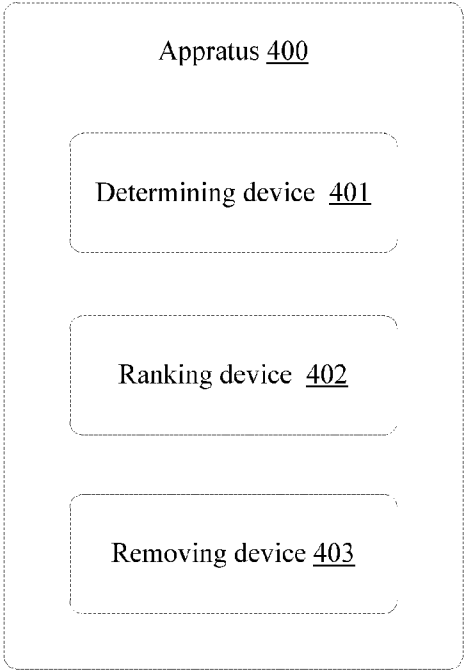 Appratus 400
Determining device 401
Ranking device 402
Removing device 403